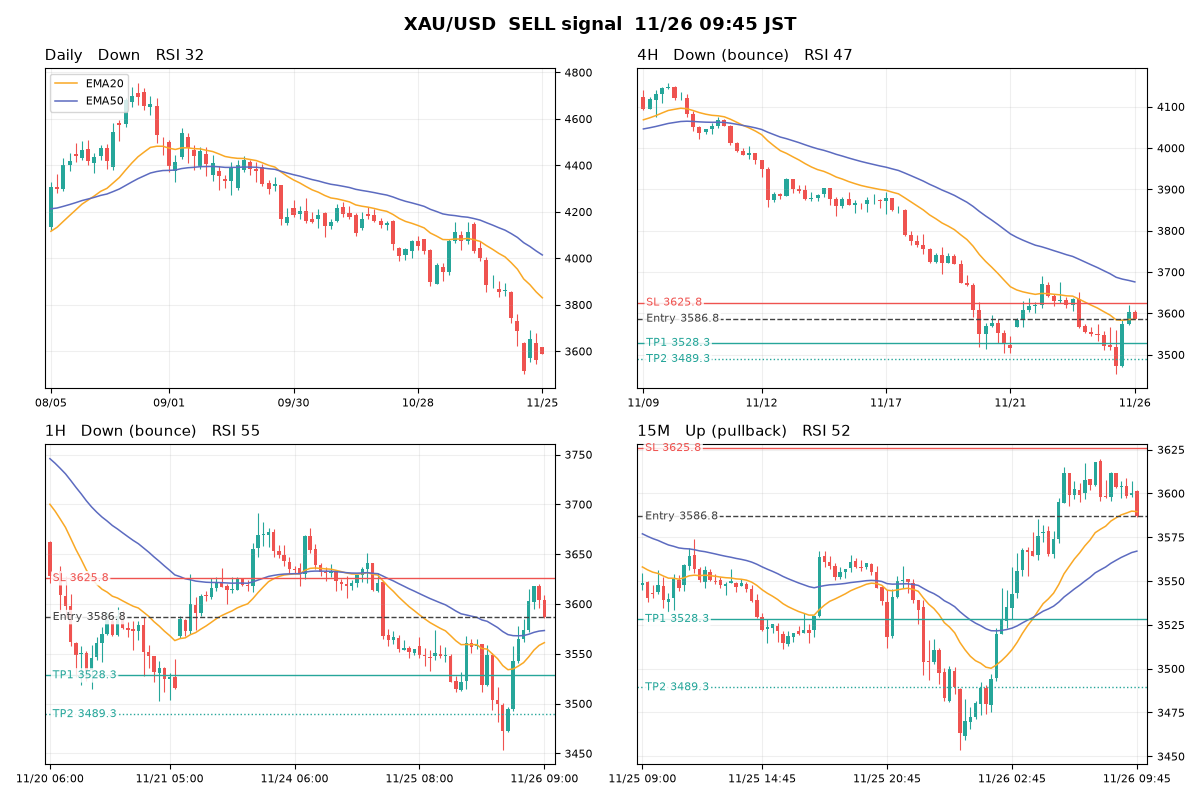 XAU/USD  SELL signal  11/26 09:45 JST
Daily   Down   RSI 32
EMA20
EMA50
4800
4600
4400
4200
4000
3800
3600
08/05
09/01
09/30
10/28
11/25
4H   Down (bounce)   RSI 47
SL 3625.8
Entry 3586.8
TP1 3528.3
TP2 3489.3
4100
4000
3900
3800
3700
3600
3500
11/09
11/12
11/17
11/21
11/26
1H   Down (bounce)   RSI 55
SL 3625.8
Entry 3586.8
TP1 3528.3
TP2 3489.3
3750
3700
3650
3600
3550
3500
3450
11/20 06:00
11/21 05:00
11/24 06:00
11/25 08:00
11/26 09:00
15M   Up (pullback)   RSI 52
SL 3625.8
Entry 3586.8
TP1 3528.3
TP2 3489.3
3625
3600
3575
3550
3525
3500
3475
3450
11/25 09:00
11/25 14:45
11/25 20:45
11/26 02:45
11/26 09:45